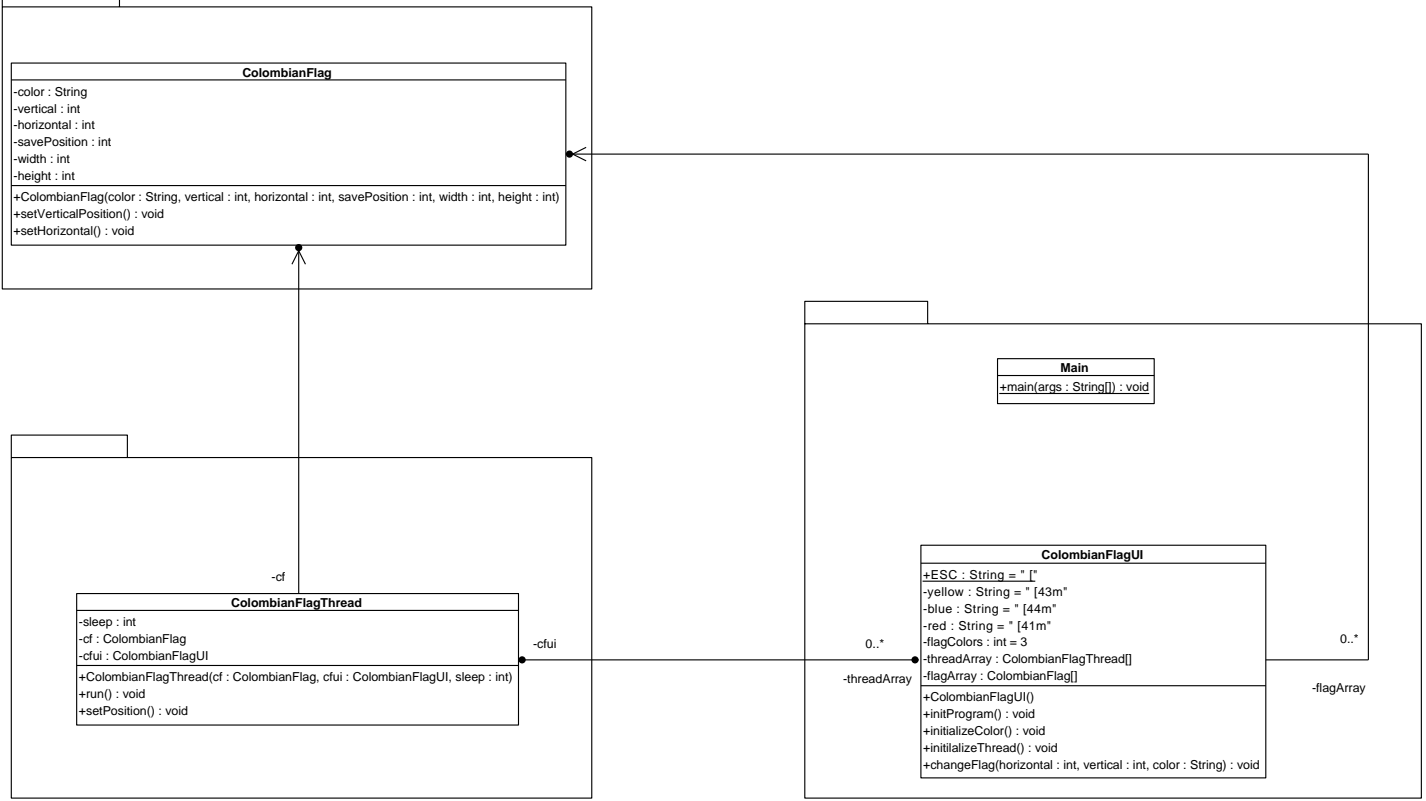 ColombianFlag
-color : String
-vertical : int
-horizontal : int
-savePosition : int
-width : int
-height : int
+ColombianFlag(color : String, vertical : int, horizontal : int, savePosition : int, width : int, height : int)
+setVerticalPosition() : void
+setHorizontal() : void
Main
+main(args : String[]) : void
-cf
ColombianFlagThread
-sleep : int
-cf : ColombianFlag
-cfui : ColombianFlagUI
+ColombianFlagThread(cf : ColombianFlag, cfui : ColombianFlagUI, sleep : int)
+run() : void
+setPosition() : void
-cfui
0..*
-threadArray
ColombianFlagUI
+ESC : String = " ["
-yellow : String = " [43m"
-blue : String = " [44m"
-red : String = " [41m"
-flagColors : int = 3
-threadArray : ColombianFlagThread[]
-flagArray : ColombianFlag[]
+ColombianFlagUI()
+initProgram() : void
+initializeColor() : void
+initilalizeThread() : void
+changeFlag(horizontal : int, vertical : int, color : String) : void
0..*
-flagArray